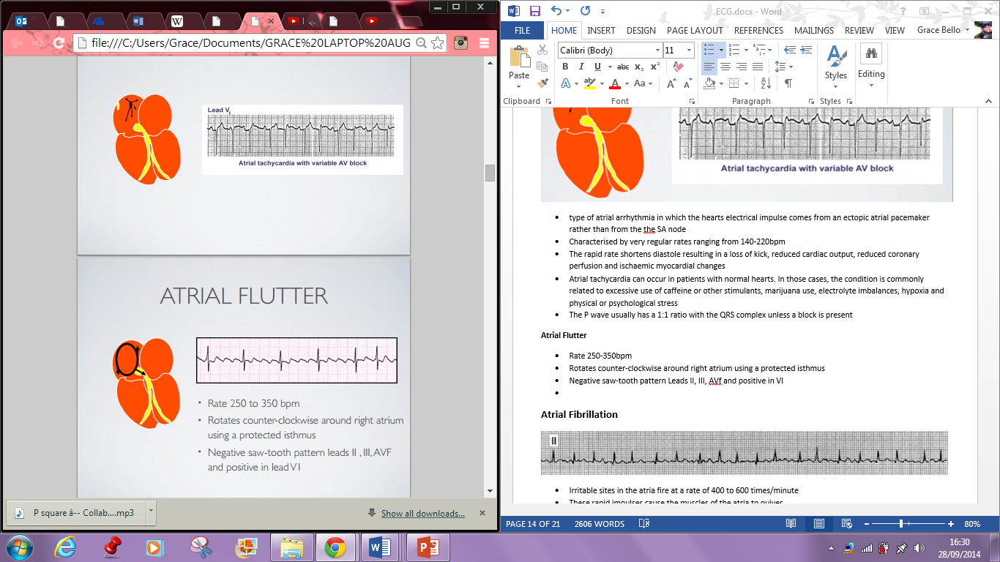 file:///C:/Users/Grace/Documents/GRACE%20LAPTOP%20AUG
Lead V1
Atrial tachycardia with variable AV block
ATRIAL FLUTTER
• Rate 250 to 350 bpm
• Rotates counter-clockwise around right atrium
using a protected isthmus
• Negative saw-tooth pattern leads II , III, AVF
and positive in lead V1
P square â-- Collab....mp3
Show all downloads...
ECG.docx - Word
FILE HOME INSERT DESIGN PAGE LAYOUT REFERENCES MAILINGS REVIEW VIEW Grace Bello
Calibri (Body) 11
Paste
Styles
Editing
Clipboard Font Paragraph Styles
Atrial tachycardia with variable AV block
• type of atrial arrhythmia in which the hearts electrical impulse comes from an ectopic atrial pacemaker
rather than from the the SA node
• Characterised by very regular rates ranging from 140-220bpm
• The rapid rate shortens diastole resulting in a loss of kick, reduced cardiac output, reduced coronary
perfusion and ischaemic myocardial changes
• Atrial tachycardia can occur in patients with normal hearts. In those cases, the condition is commonly
related to excessive use of caffeine or other stimulants, marijuana use, electrolyte imbalances, hypoxia and
physical or psychological stress
• The P wave usually has a 1:1 ratio with the QRS complex unless a block is present
Atrial Flutter
• Rate 250-350bpm
• Rotates counter-clockwise around right atrium using a protected isthmus
• Negative saw-tooth pattern Leads II, III, AVf and positive in VI
•
Atrial Fibrillation
II
• Irritable sites in the atria fire at a rate of 400 to 600 times/minute
• These rapid impulses cause the muscles of the atria to quiver
PAGE 14 OF 21 2606 WORDS 80%
16:30
28/09/2014